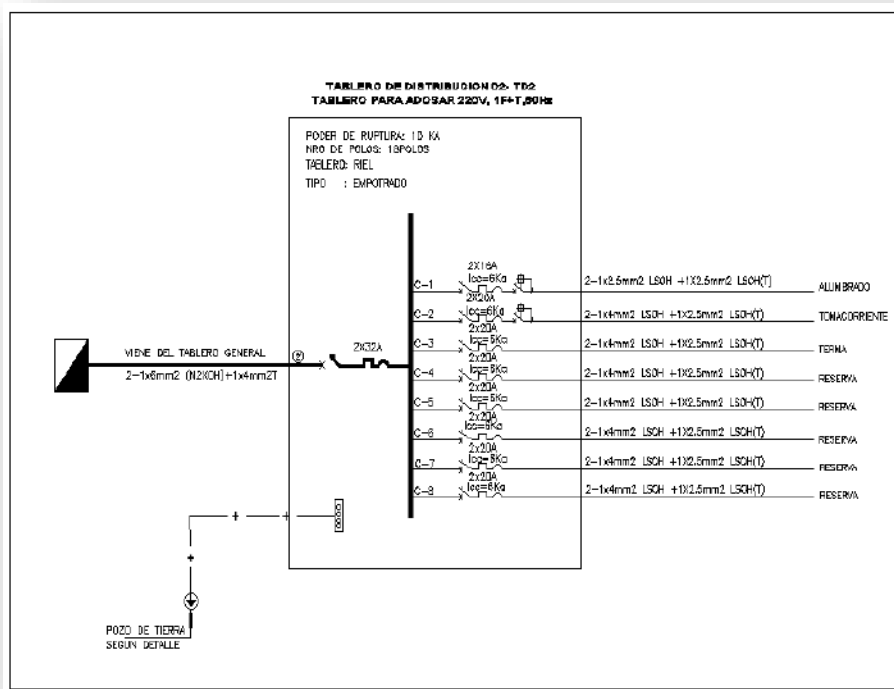 TABLERO DE DISTRIBUCION 02- TD2
TABLERO PARA ADOSAR 220V, 1F+T,60Hz
PODER DE RUPTURA: 10 KA
NRO DE POLOS: 18POLOS
TABLERO: RIEL
TIPO : EMPOTRADO
C-1
2X16A
Icc=6Ka
2-1x2.5mm2 LSOH +1X2.5mm2 LSOH(T)
ALUMBRADO
C-2
2X20A
Icc=6Ka
2-1x4mm2 LSOH +1X2.5mm2 LSOH(T)
TOMACORRIENTE
C-3
2x20A
Icc=6Ka
2-1x4mm2 LSOH +1X2.5mm2 LSOH(T)
TERMA
C-4
2x20A
Icc=6Ka
2-1x4mm2 LSOH +1X2.5mm2 LSOH(T)
RESERVA
C-5
2x20A
Icc=6Ka
2-1x4mm2 LSOH +1X2.5mm2 LSOH(T)
RESERVA
C-6
2x20A
Icc=6Ka
2-1x4mm2 LSOH +1X2.5mm2 LSOH(T)
RESERVA
C-7
2x20A
Icc=6Ka
2-1x4mm2 LSOH +1X2.5mm2 LSOH(T)
RESERVA
C-8
2x20A
Icc=6Ka
2-1x4mm2 LSOH +1X2.5mm2 LSOH(T)
RESERVA
VIENE DEL TABLERO GENERAL
2-1x6mm2 (N2XOH)+1x4mm2T
2X32A
POZO DE TIERRA
SEGUN DETALLE